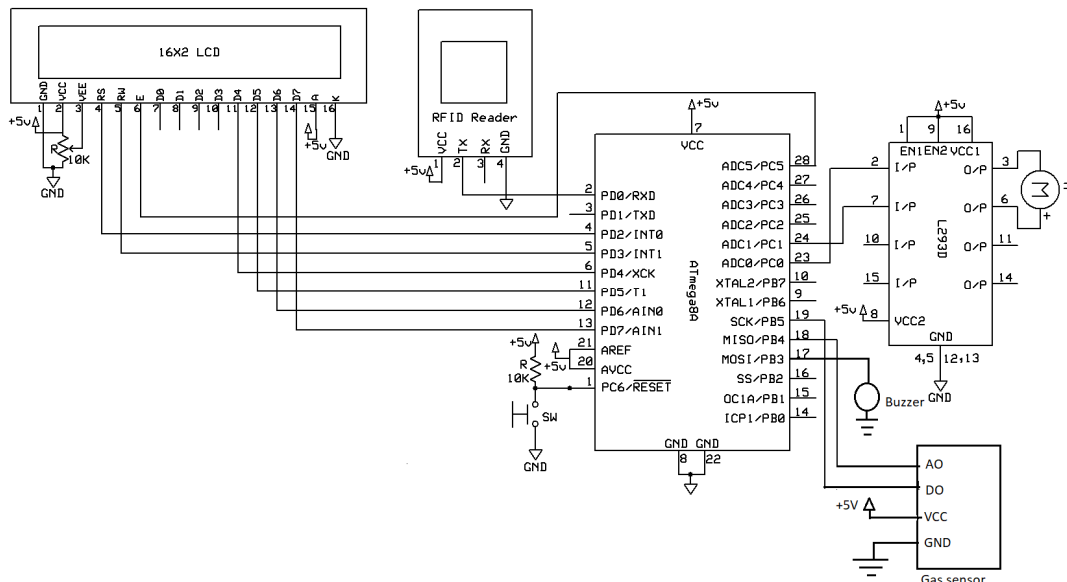 16X2 LCD
GND VCC VEE RS RW E D0 D1 D2 D3 D4 D5 D6 D7 A K
1 2 3 4 5 6 7 8 9 10 11 12 13 14 15 16
+5v
R
10K
GND
+5v
GND
RFID Reader
VCC TX RX GND
1 2 3 4
+5v
+5v
7
VCC
ATmega8A
2 PD0/RXD
3 PD1/TXD
4 PD2/INT0
5 PD3/INT1
6 PD4/XCK
11 PD5/T1
12 PD6/AIN0
13 PD7/AIN1
21 AREF
20 AVCC
1 PC6/RESET
ADC5/PC5 28
ADC4/PC4 27
ADC3/PC3 26
ADC2/PC2 25
ADC1/PC1 24
ADC0/PC0 23
XTAL2/PB7 10
XTAL1/PB6 9
SCK/PB5 19
MISO/PB4 18
MOSI/PB3 17
SS/PB2 16
OC1A/PB1 15
ICP1/PB0 14
GND GND
8 22
+5v
+5v
R
10K
SW
GND
+5v
1 9 16
EN1 EN2 VCC1
L293D
2 I/P
7 I/P
10 I/P
15 I/P
+5v 8 VCC2
O/P 3
O/P 6
O/P 11
O/P 14
GND
4,5 12,13
GND
M
+
Buzzer
AO
DO
+5V
VCC
GND
Gas sensor